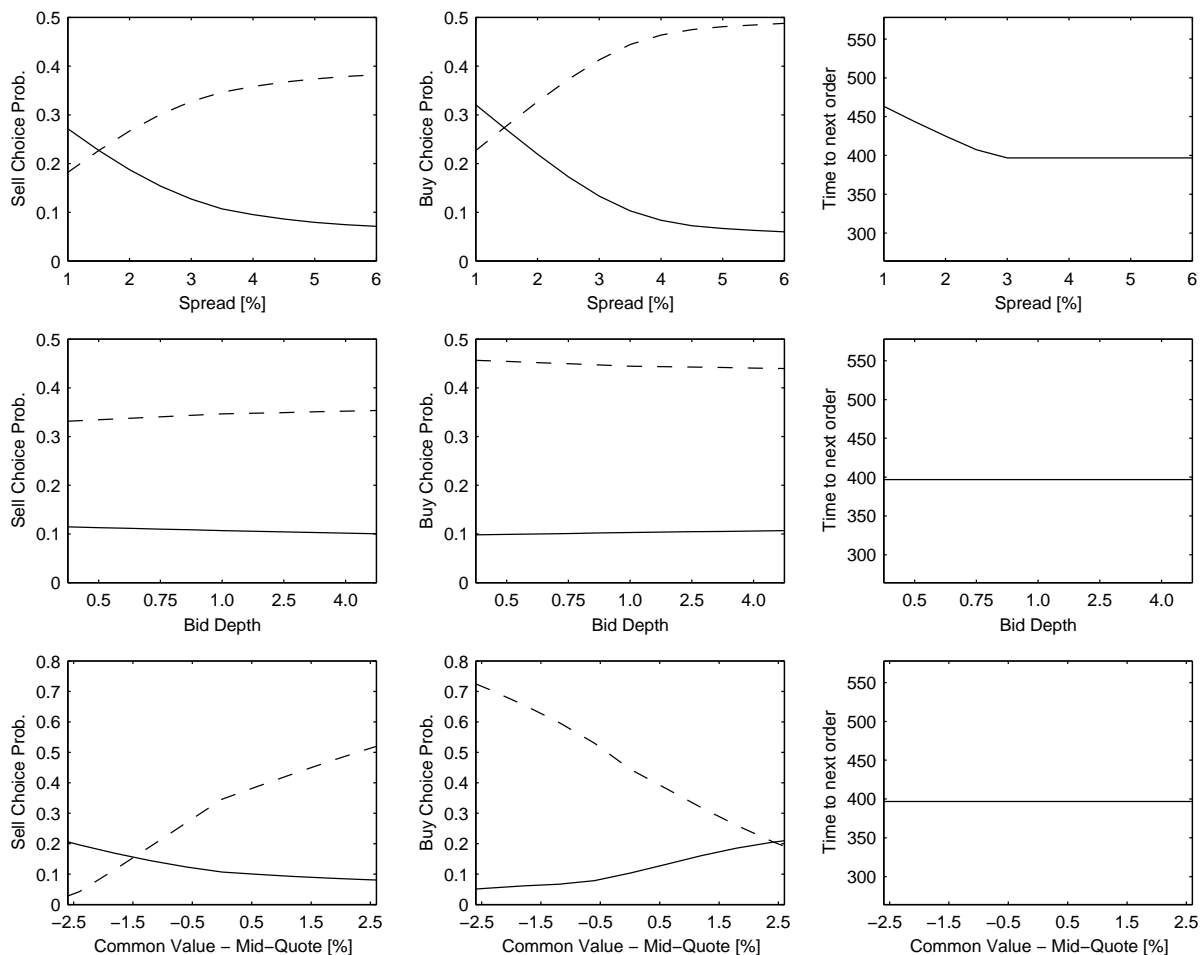 0.5
0.4
0.3
0.2
0.1
0
Sell Choice Prob.
1 2 3 4 5 6
Spread [%]
0.5
0.4
0.3
0.2
0.1
0
Buy Choice Prob.
1 2 3 4 5 6
Spread [%]
550
500
450
400
350
300
Time to next order
1 2 3 4 5 6
Spread [%]
0.5
0.4
0.3
0.2
0.1
0
Sell Choice Prob.
0.5 0.75 1.0 2.5 4.0
Bid Depth
0.5
0.4
0.3
0.2
0.1
0
Buy Choice Prob.
0.5 0.75 1.0 2.5 4.0
Bid Depth
550
500
450
400
350
300
Time to next order
0.5 0.75 1.0 2.5 4.0
Bid Depth
0.8
0.7
0.6
0.5
0.4
0.3
0.2
0.1
0
Sell Choice Prob.
−2.5 −1.5 −0.5 0.5 1.5 2.5
Common Value − Mid−Quote [%]
0.8
0.7
0.6
0.5
0.4
0.3
0.2
0.1
0
Buy Choice Prob.
−2.5 −1.5 −0.5 0.5 1.5 2.5
Common Value − Mid−Quote [%]
550
500
450
400
350
300
Time to next order
−2.5 −1.5 −0.5 0.5 1.5 2.5
Common Value − Mid−Quote [%]